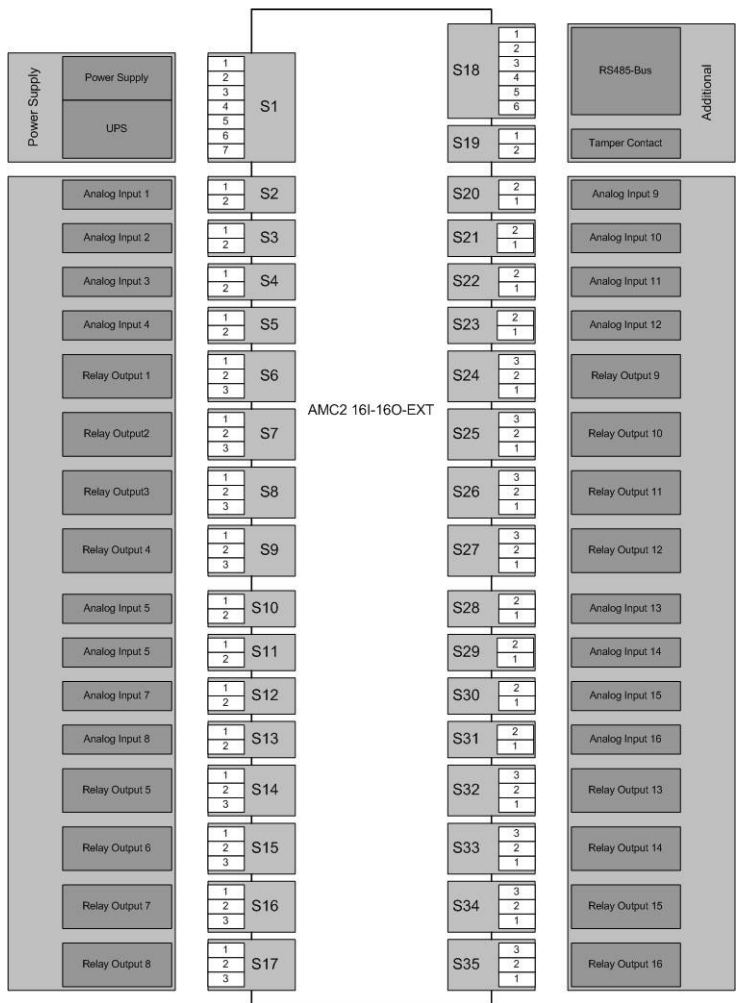 Power Supply
Power Supply
UPS
1
2
3
4
5
6
7
S1
Analog Input 1
1
2
S2
Analog Input 2
1
2
S3
Analog Input 3
1
2
S4
Analog Input 4
1
2
S5
Relay Output 1
1
2
3
S6
Relay Output2
1
2
3
S7
Relay Output3
1
2
3
S8
Relay Output 4
1
2
3
S9
Analog Input 5
1
2
S10
Analog Input 5
1
2
S11
Analog Input 7
1
2
S12
Analog Input 8
1
2
S13
Relay Output 5
1
2
3
S14
Relay Output 6
1
2
3
S15
Relay Output 7
1
2
3
S16
Relay Output 8
1
2
3
S17
AMC2 16I-16O-EXT
S18
1
2
3
4
5
6
RS485-Bus
Additional
S19
1
2
Tamper Contact
S20
2
1
Analog Input 9
S21
2
1
Analog Input 10
S22
2
1
Analog Input 11
S23
2
1
Analog Input 12
S24
3
2
1
Relay Output 9
S25
3
2
1
Relay Output 10
S26
3
2
1
Relay Output 11
S27
3
2
1
Relay Output 12
S28
2
1
Analog Input 13
S29
2
1
Analog Input 14
S30
2
1
Analog Input 15
S31
2
1
Analog Input 16
S32
3
2
1
Relay Output 13
S33
3
2
1
Relay Output 14
S34
3
2
1
Relay Output 15
S35
3
2
1
Relay Output 16